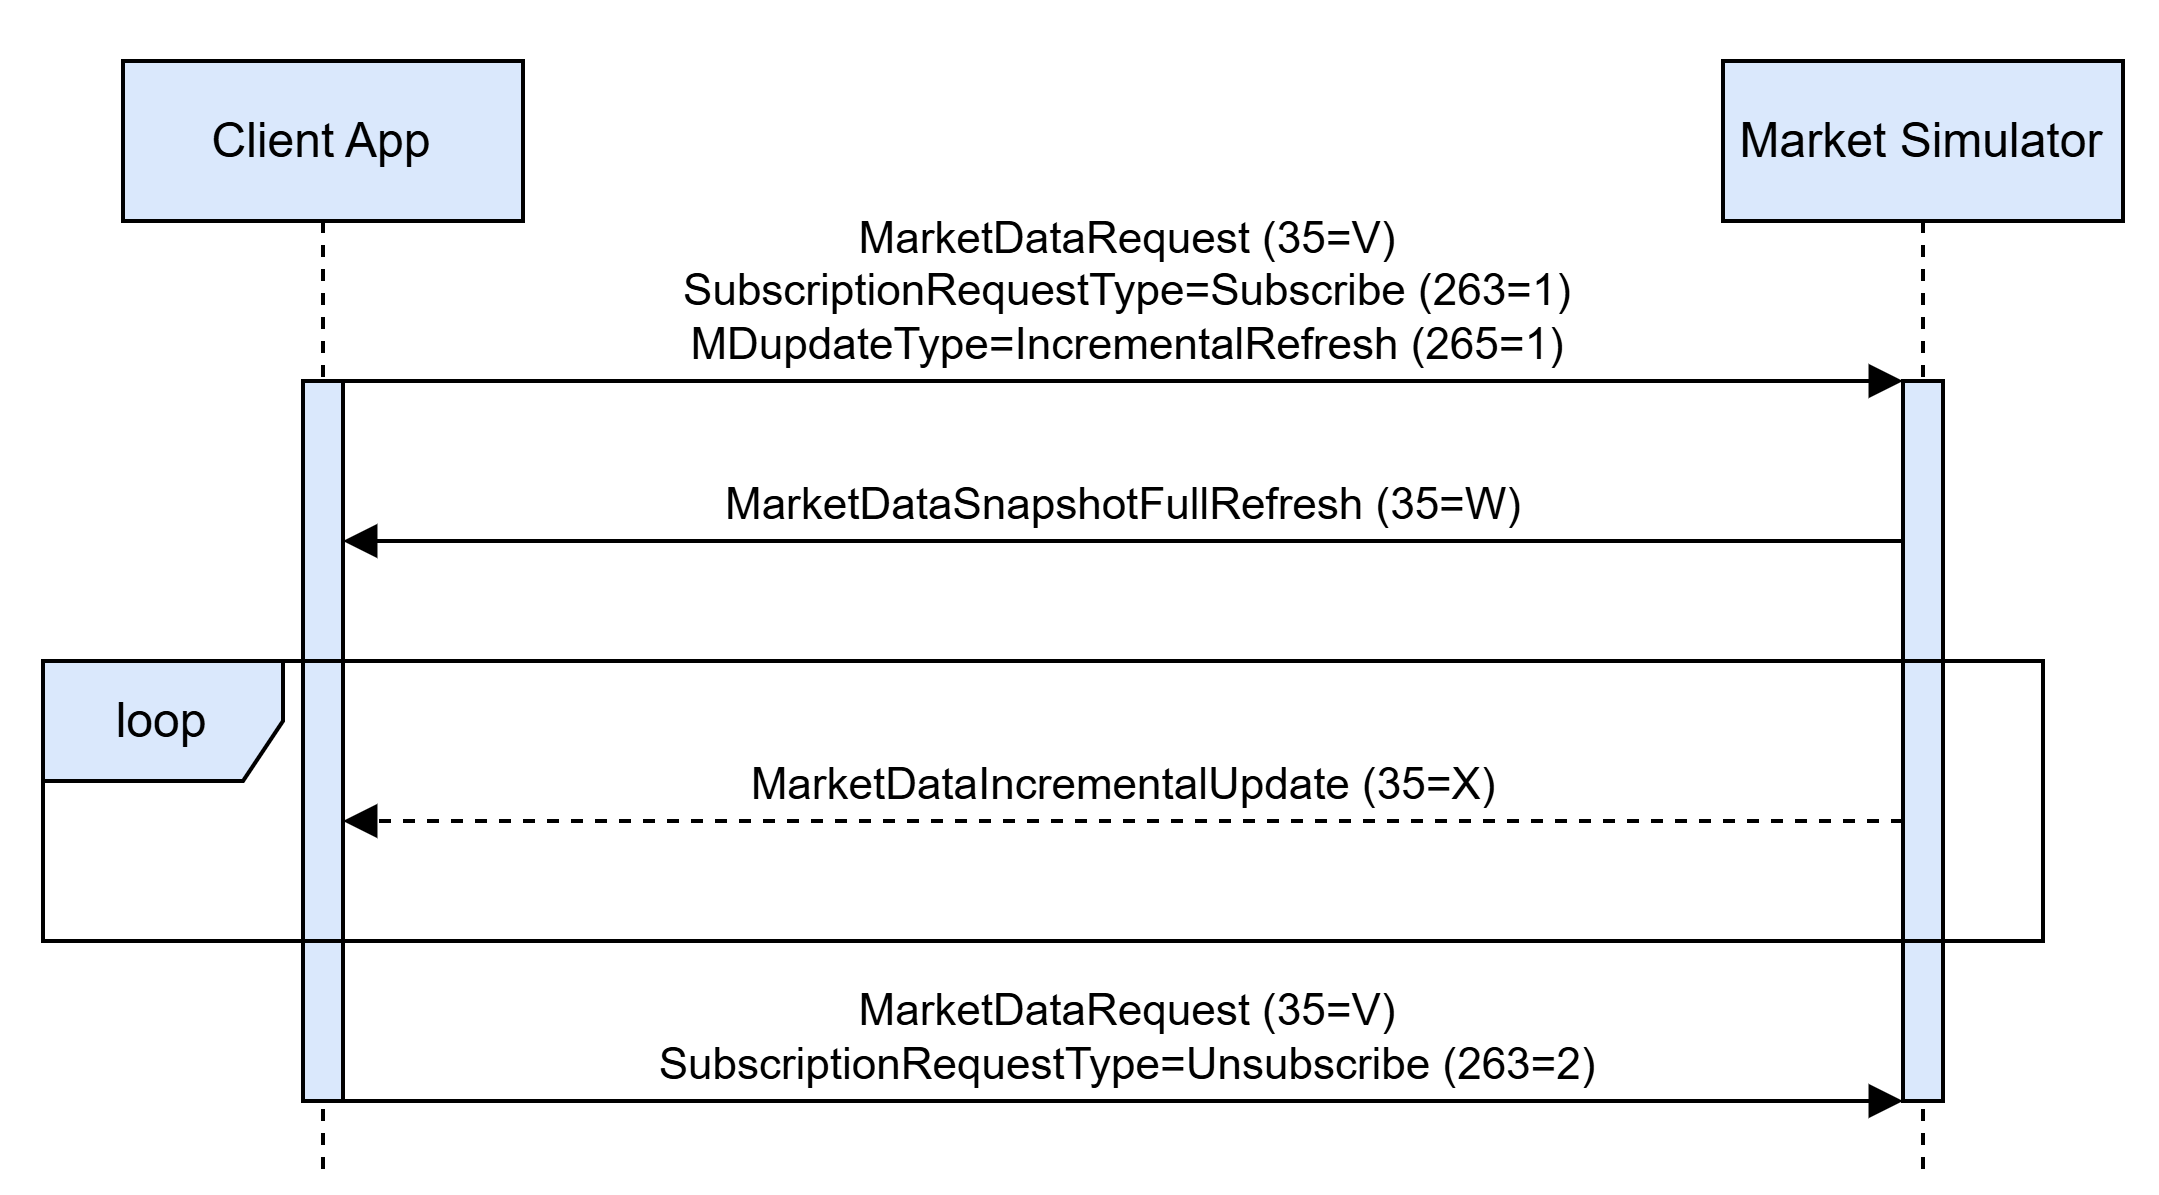 Client App
Market Simulator
MarketDataRequest (35=V)
SubscriptionRequestType=Subscribe (263=1)
MDupdateType=IncrementalRefresh (265=1)
MarketDataSnapshotFullRefresh (35=W)
loop
MarketDataIncrementalUpdate (35=X)
MarketDataRequest (35=V)
SubscriptionRequestType=Unsubscribe (263=2)